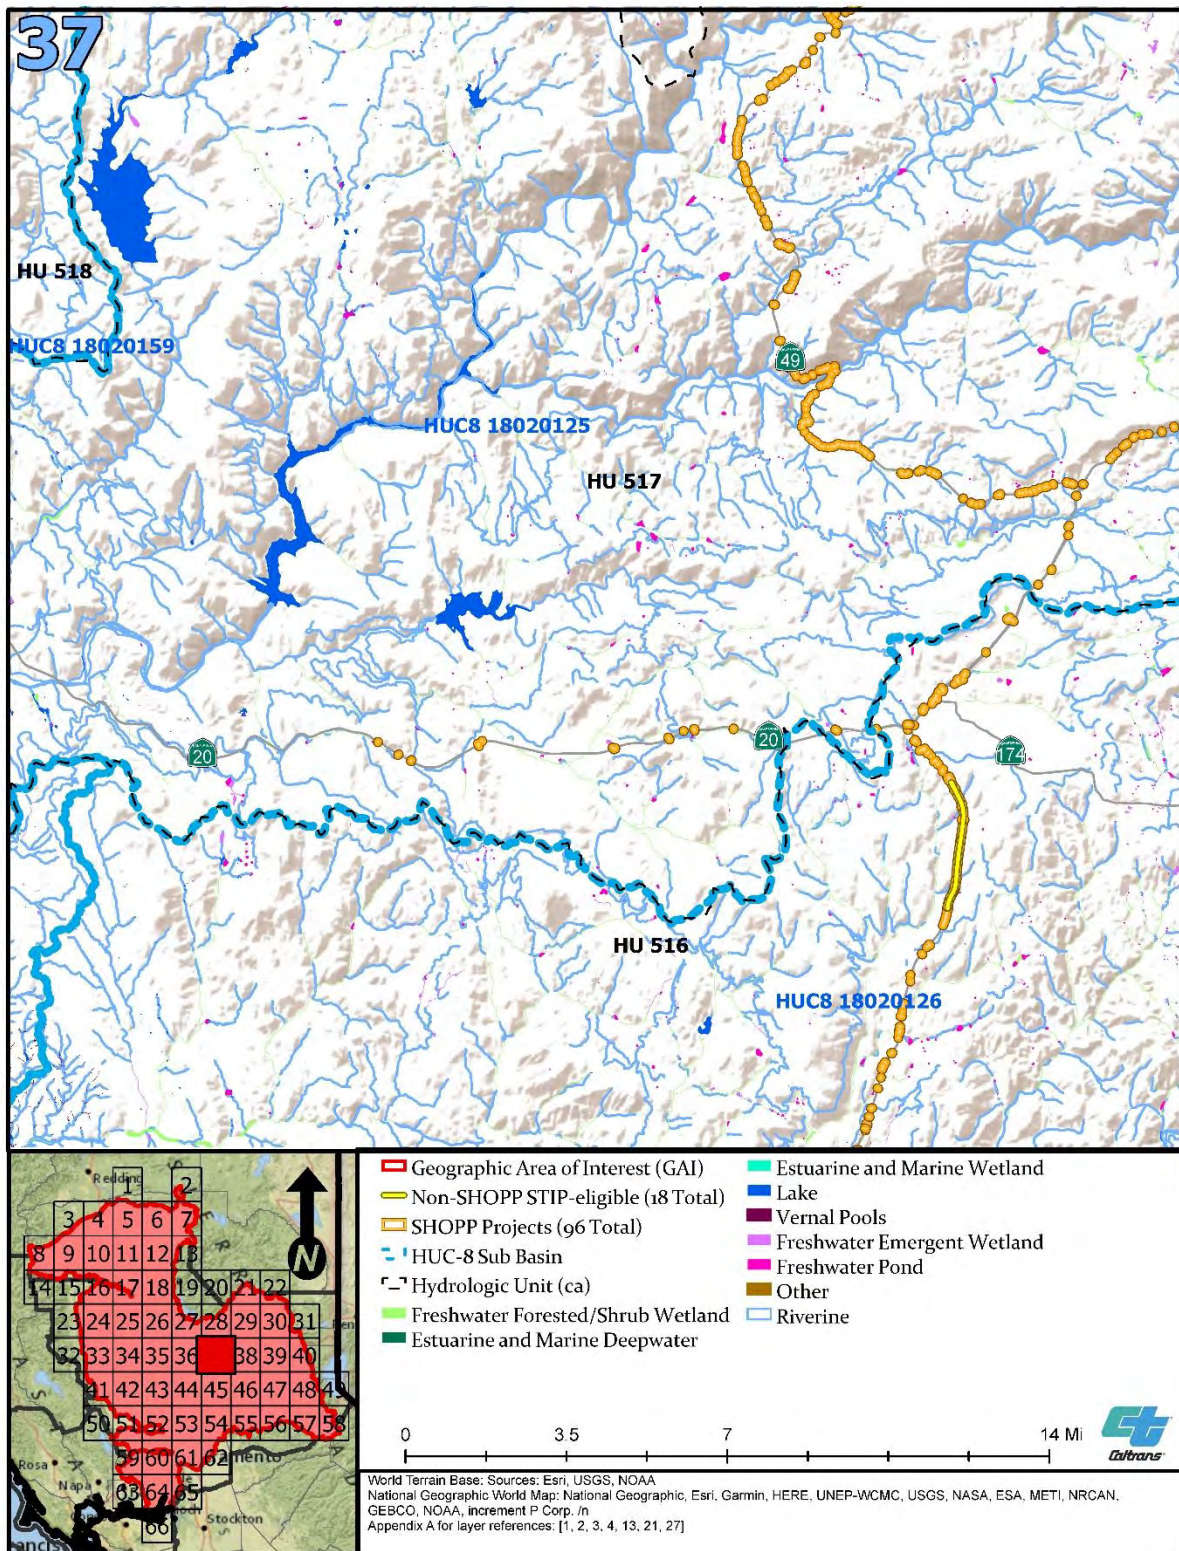 37
HU 518
HUC8 18020159
49
HUC8 18020125
HU 517
20
20
174
HU 516
HUC8 18020126
Redding
1
2
3
4
5
6
7
8
9
10
11
12
13
14
15
16
17
18
19
20
21
22
23
24
25
26
27
28
29
30
31
32
33
34
35
36
38
39
40
41
42
43
44
45
46
47
48
49
50
51
52
53
54
55
56
57
58
59
60
61
62
mento
Rosa
Napa
63
64
65
66
Stockton
N
Geographic Area of Interest (GAI)
Non-SHOPP STIP-eligible (18 Total)
SHOPP Projects (96 Total)
HUC-8 Sub Basin
Hydrologic Unit (ca)
Freshwater Forested/Shrub Wetland
Estuarine and Marine Deepwater
Estuarine and Marine Wetland
Lake
Vernal Pools
Freshwater Emergent Wetland
Freshwater Pond
Other
Riverine
0 3.5 7 14 Mi
ct
Caltrans
World Terrain Base: Sources: Esri, USGS, NOAA
National Geographic World Map: National Geographic, Esri, Garmin, HERE, UNEP-WCMC, USGS, NASA, ESA, METI, NRCAN,
GEBCO, NOAA, increment P Corp. /n
Appendix A for layer references: [1, 2, 3, 4, 13, 21, 27]